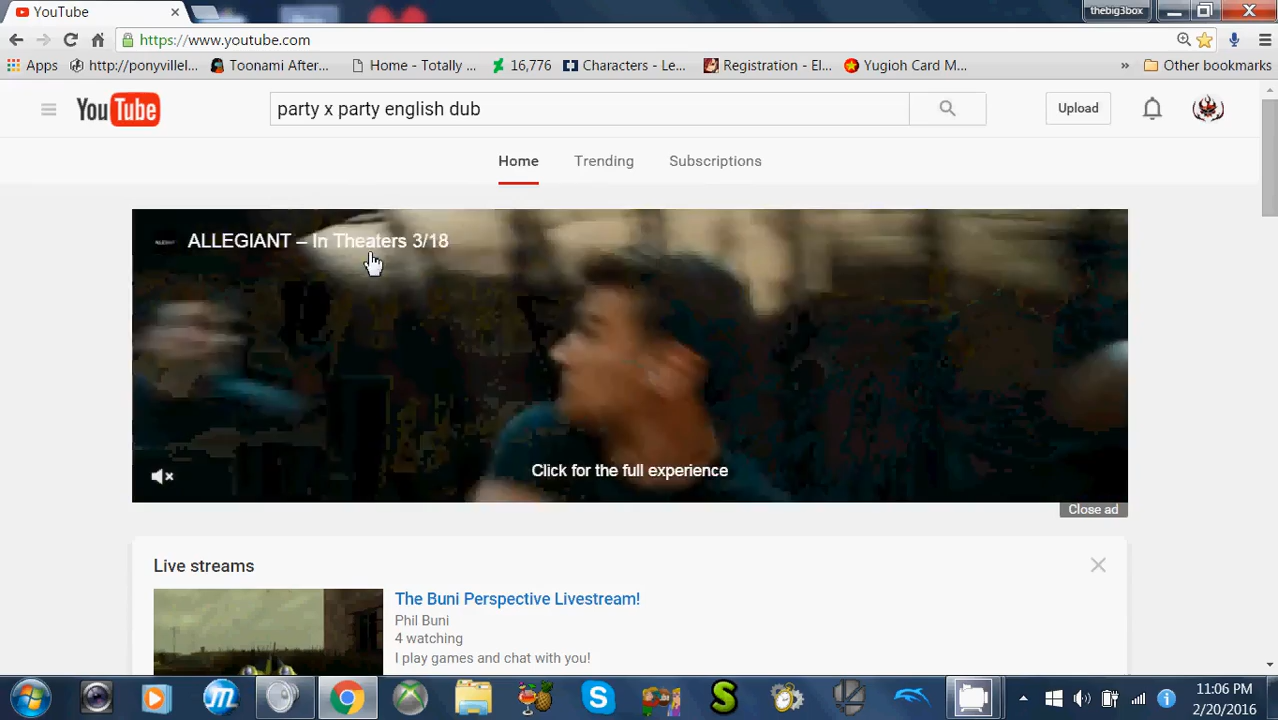 YouTube
thebig3box
https://www.youtube.com
Apps
http://ponyvillel...
Toonami After...
Home - Totally ...
16,776
Characters - Le...
Registration - El...
Yugioh Card M...
»
Other bookmarks
YouTube
party x party english dub
Upload
Home
Trending
Subscriptions
ALLEGIANT – In Theaters 3/18
Click for the full experience
Close ad
Live streams
The Buni Perspective Livestream!
Phil Buni
4 watching
I play games and chat with you!
11:06 PM
2/20/2016